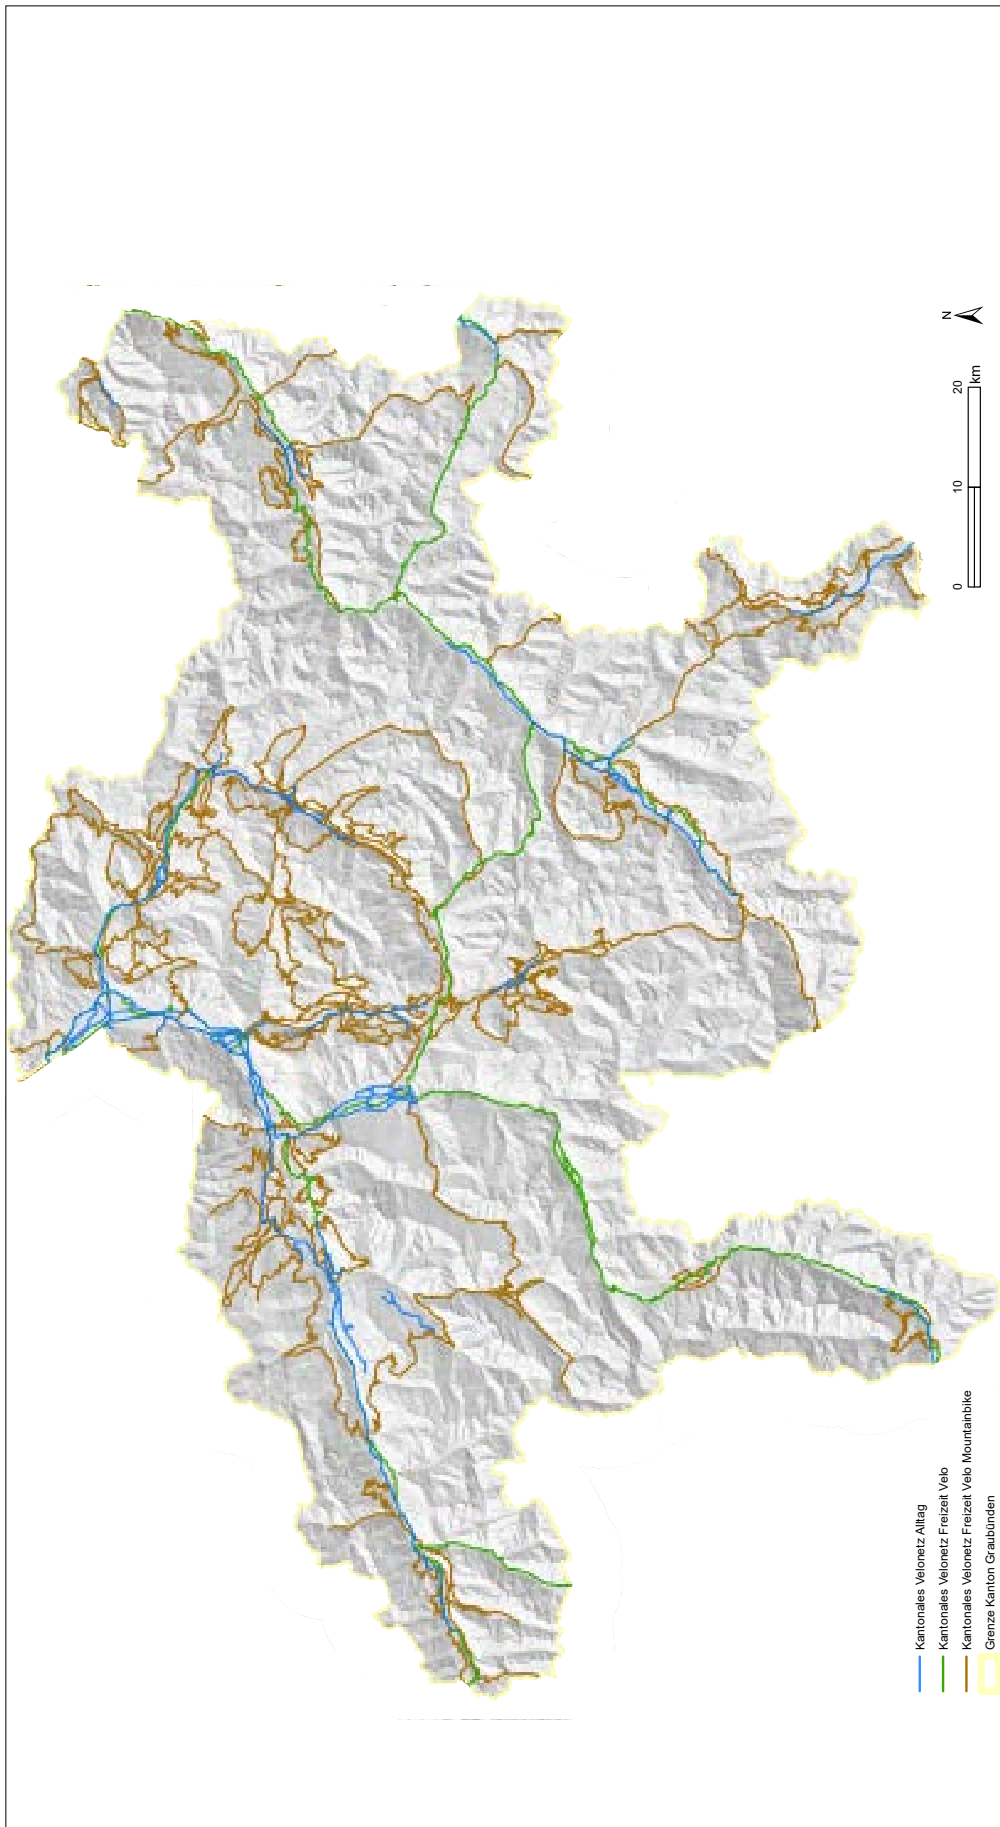 Kantonales Velonetz Alltag
Kantonales Velonetz Freizeit Velo
Kantonales Velonetz Freizeit Velo Mountainbike
Grenze Kanton Graubünden
0 10 20
km
N